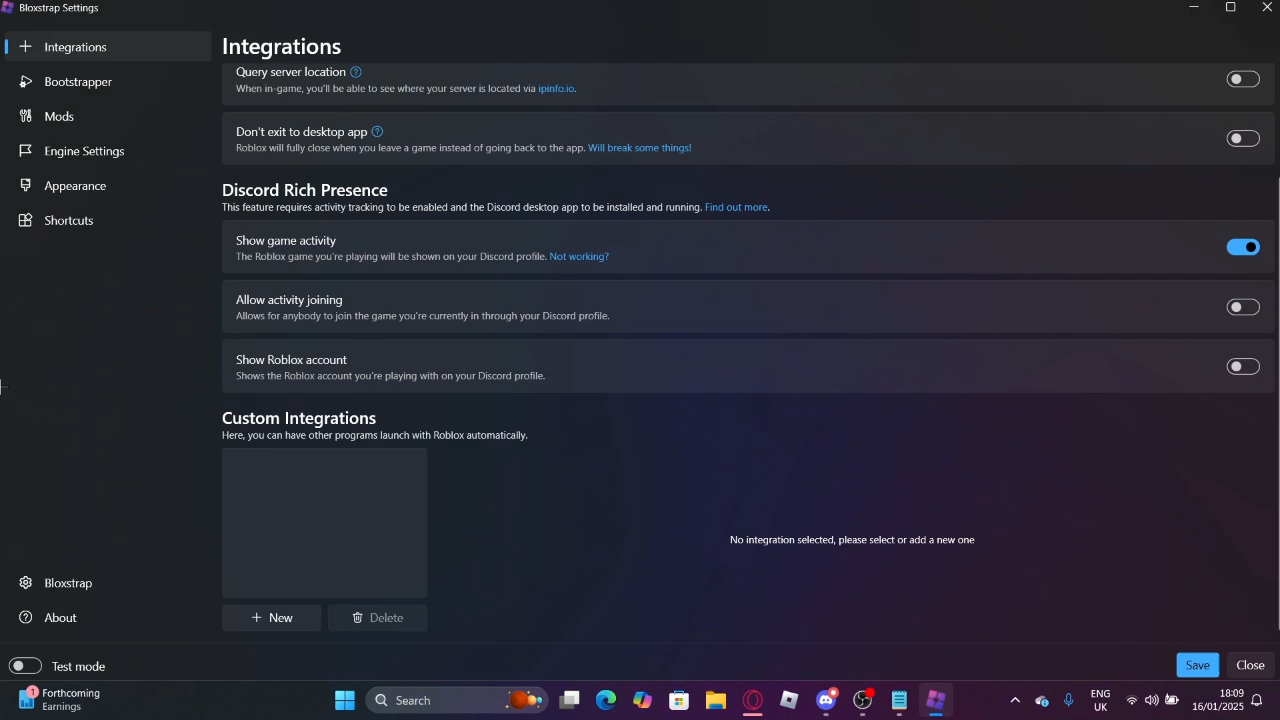 Bloxstrap Settings
Integrations
Bootstrapper
Mods
Engine Settings
Appearance
Shortcuts
Bloxstrap
About
Test mode
Integrations
Query server location
When in-game, you'll be able to see where your server is located via ipinfo.io.
Don't exit to desktop app
Roblox will fully close when you leave a game instead of going back to the app. Will break some things!
Discord Rich Presence
This feature requires activity tracking to be enabled and the Discord desktop app to be installed and running. Find out more.
Show game activity
The Roblox game you're playing will be shown on your Discord profile. Not working?
Allow activity joining
Allows for anybody to join the game you're currently in through your Discord profile.
Show Roblox account
Shows the Roblox account you're playing with on your Discord profile.
Custom Integrations
Here, you can have other programs launch with Roblox automatically.
No integration selected, please select or add a new one
New
Delete
Save
Close
1
Forthcoming
Earnings
Search
ENG
UK
18:09
16/01/2025